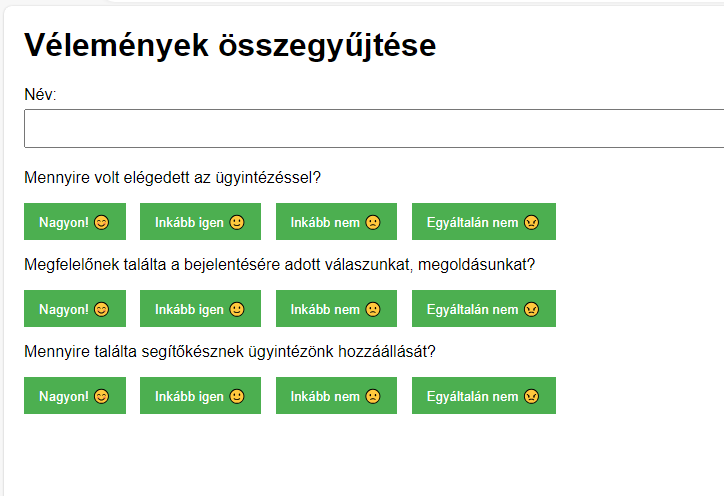 Vélemények összegyűjtése
Név:
Mennyire volt elégedett az ügyintézéssel?
Nagyon! 😊 Inkább igen 🙂 Inkább nem 🙁 Egyáltalán nem 😠
Megfelelőnek találta a bejelentésére adott válaszunkat, megoldásunkat?
Nagyon! 😊 Inkább igen 🙂 Inkább nem 🙁 Egyáltalán nem 😠
Mennyire találta segítőkésznek ügyintézönk hozzáállását?
Nagyon! 😊 Inkább igen 🙂 Inkább nem 🙁 Egyáltalán nem 😠